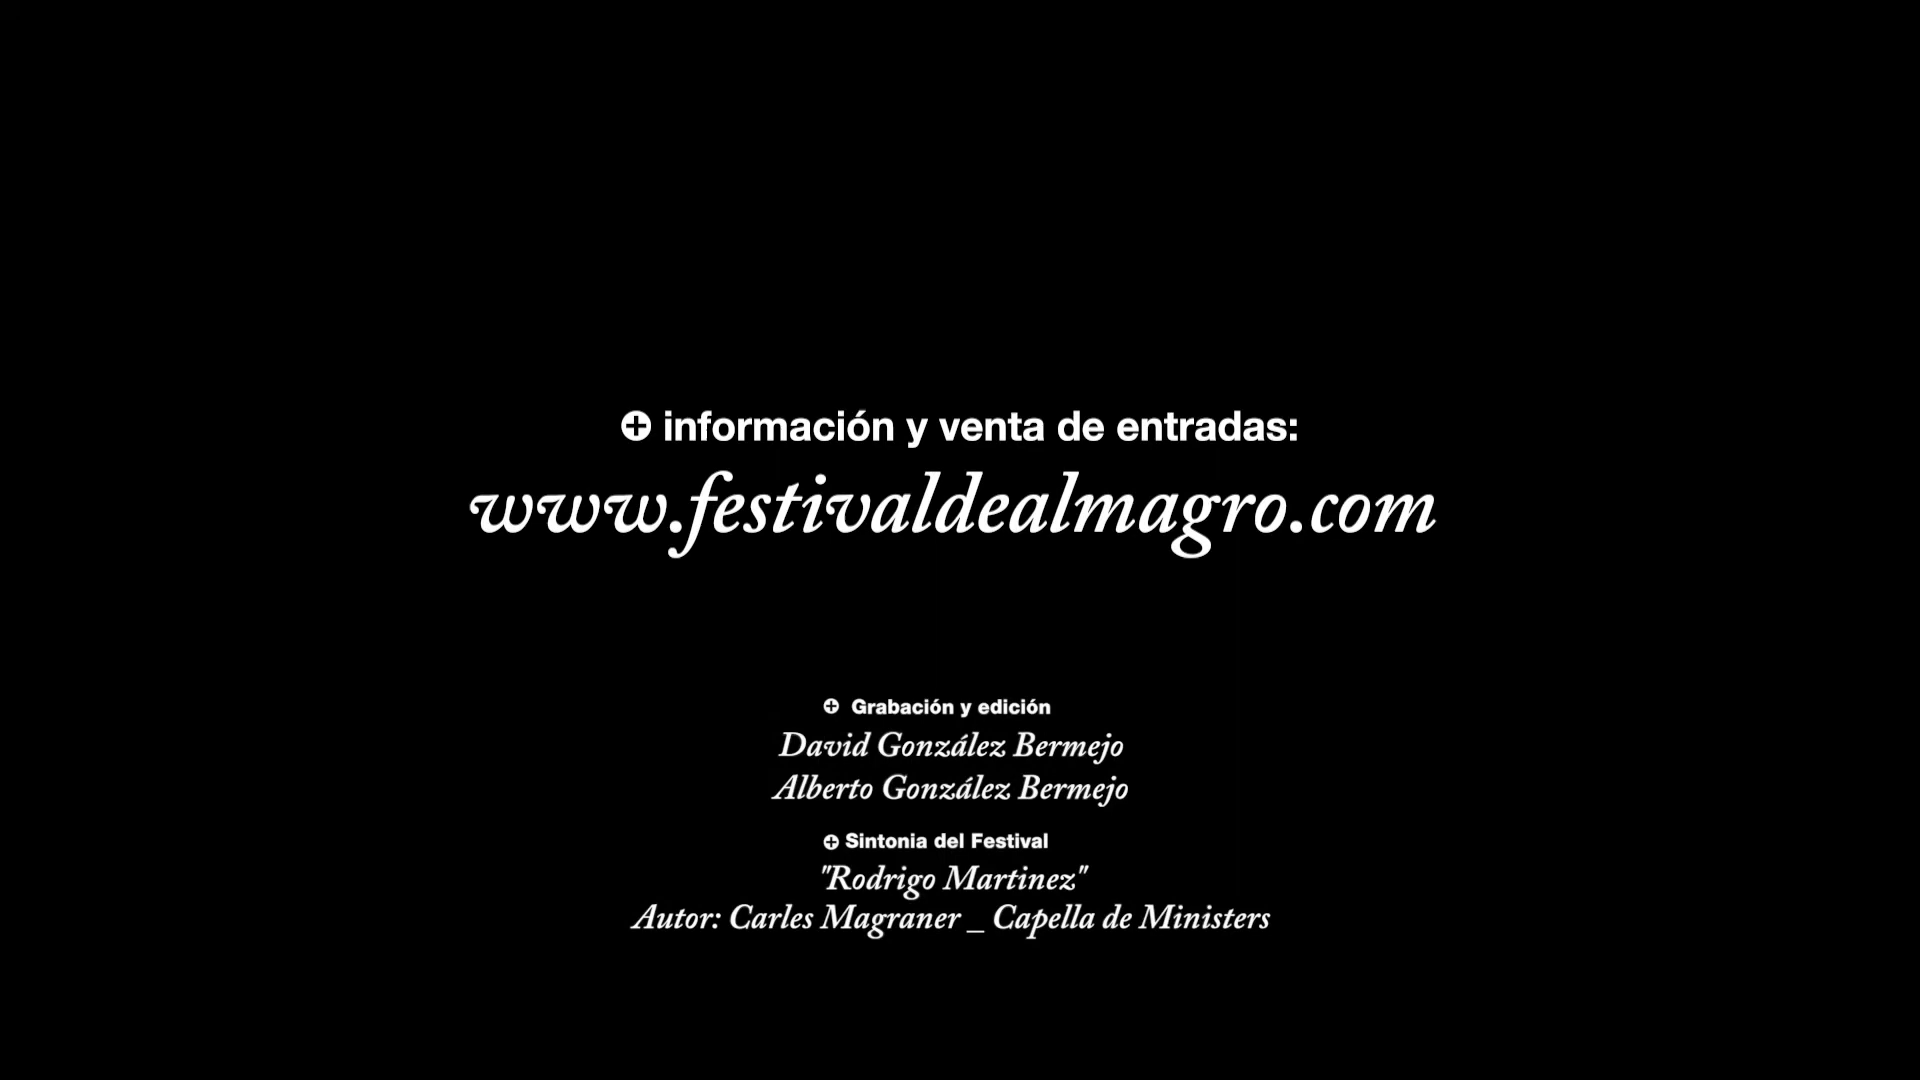 ⊕ información y venta de entradas:
www.festivaldealmagro.com
⊕ Grabación y edición
David González Bermejo
Alberto González Bermejo
⊕ Sintonia del Festival
"Rodrigo Martinez"
Autor: Carles Magraner _ Capella de Ministers